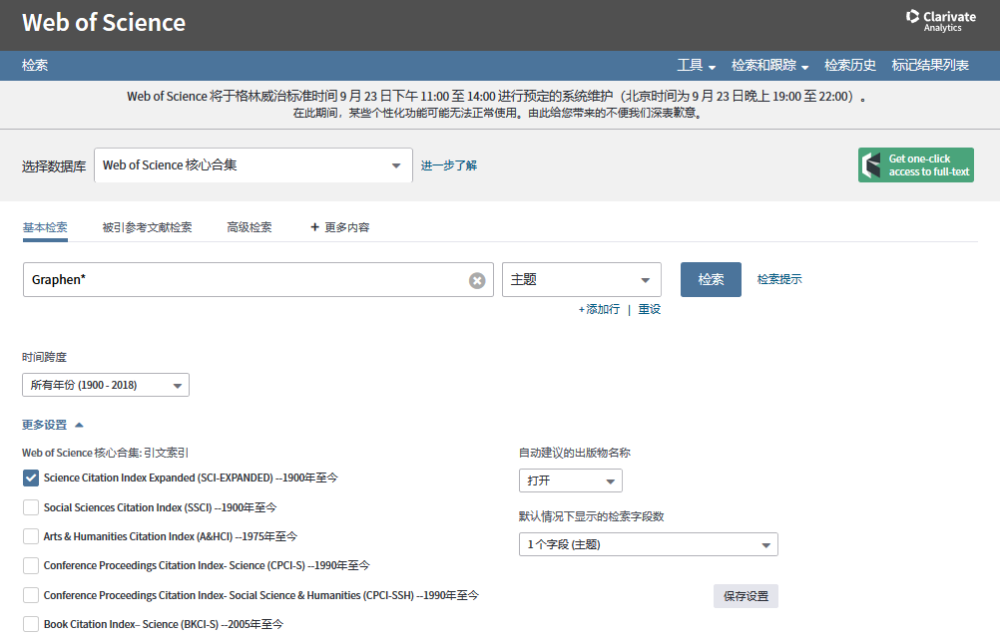 Web of Science
Clarivate
Analytics
检索 工具 检索和跟踪 检索历史 标记结果列表
Web of Science 将于格林威治标准时间 9 月 23 日下午 11:00 至 14:00 进行预定的系统维护（北京时间为 9 月 23 日晚上 19:00 至 22:00）。
在此期间，某些个性化功能可能无法正常使用。由此给您带来的不便我们深表歉意。
选择数据库 Web of Science 核心合集 进一步了解
Get one-click
access to full-text
基本检索 被引参考文献检索 高级检索 + 更多内容
Graphen* 主题 检索 检索提示
+添加行 | 重设
时间跨度
所有年份 (1900 - 2018)
更多设置
Web of Science 核心合集: 引文索引
Science Citation Index Expanded (SCI-EXPANDED) --1900年至今
Social Sciences Citation Index (SSCI) --1900年至今
Arts & Humanities Citation Index (A&HCI) --1975年至今
Conference Proceedings Citation Index- Science (CPCI-S) --1990年至今
Conference Proceedings Citation Index- Social Science & Humanities (CPCI-SSH) --1990年至今
Book Citation Index– Science (BKCI-S) --2005年至今
自动建议的出版物名称
打开
默认情况下显示的检索字段数
1 个字段 (主题)
保存设置